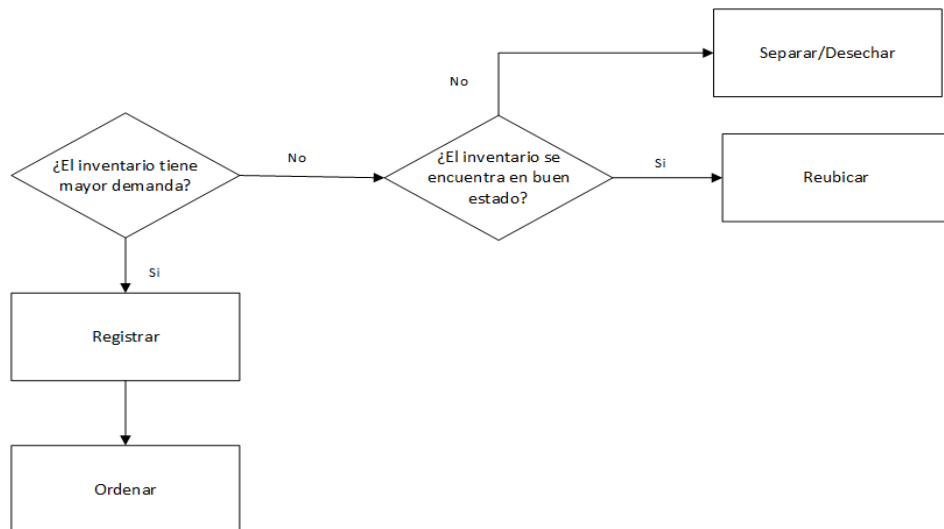 Separar/Desechar
No
¿El inventario tiene
mayor demanda?
No
¿El inventario se
encuentra en buen
estado?
Si
Reubicar
Si
Registrar
Ordenar